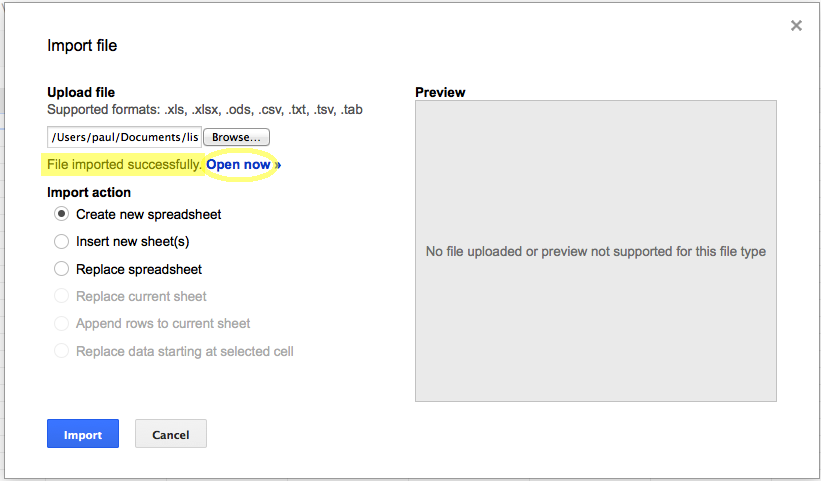 Import file
Upload file
Supported formats: .xls, .xlsx, .ods, .csv, .txt, .tsv, .tab
/Users/paul/Documents/lis
Browse...
File imported successfully. Open now »
Import action
Create new spreadsheet
Insert new sheet(s)
Replace spreadsheet
Replace current sheet
Append rows to current sheet
Replace data starting at selected cell
Import
Cancel
Preview
No file uploaded or preview not supported for this file type